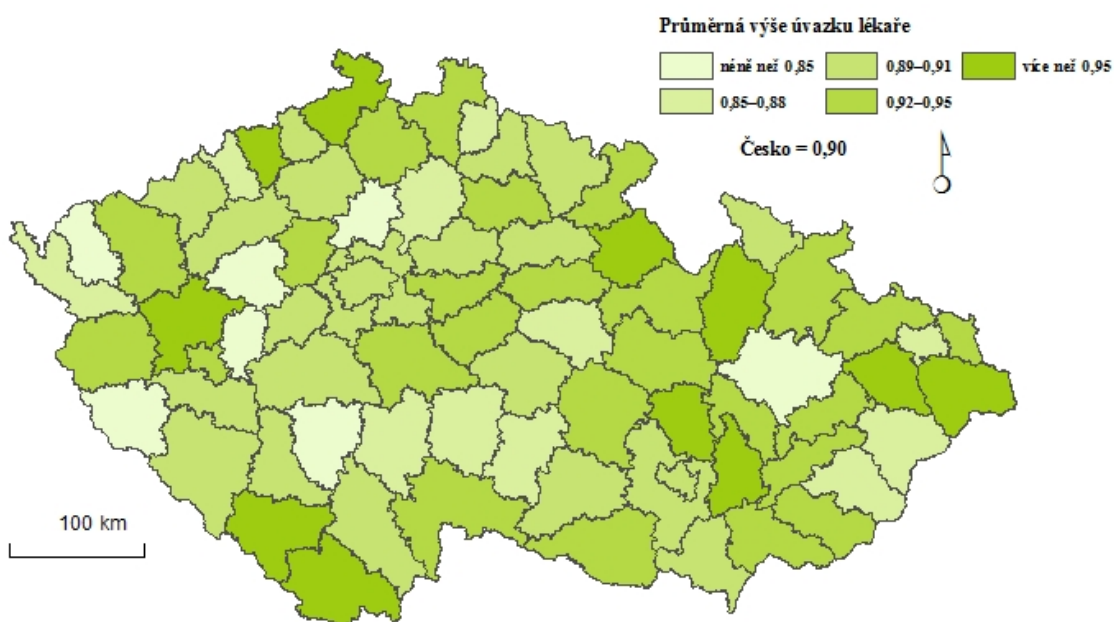 Průměrná výše úvazku lékaře
néně než 0,85
0,89–0,91
více než 0,95
0,85–0,88
0,92–0,95
Česko = 0,90
100 km